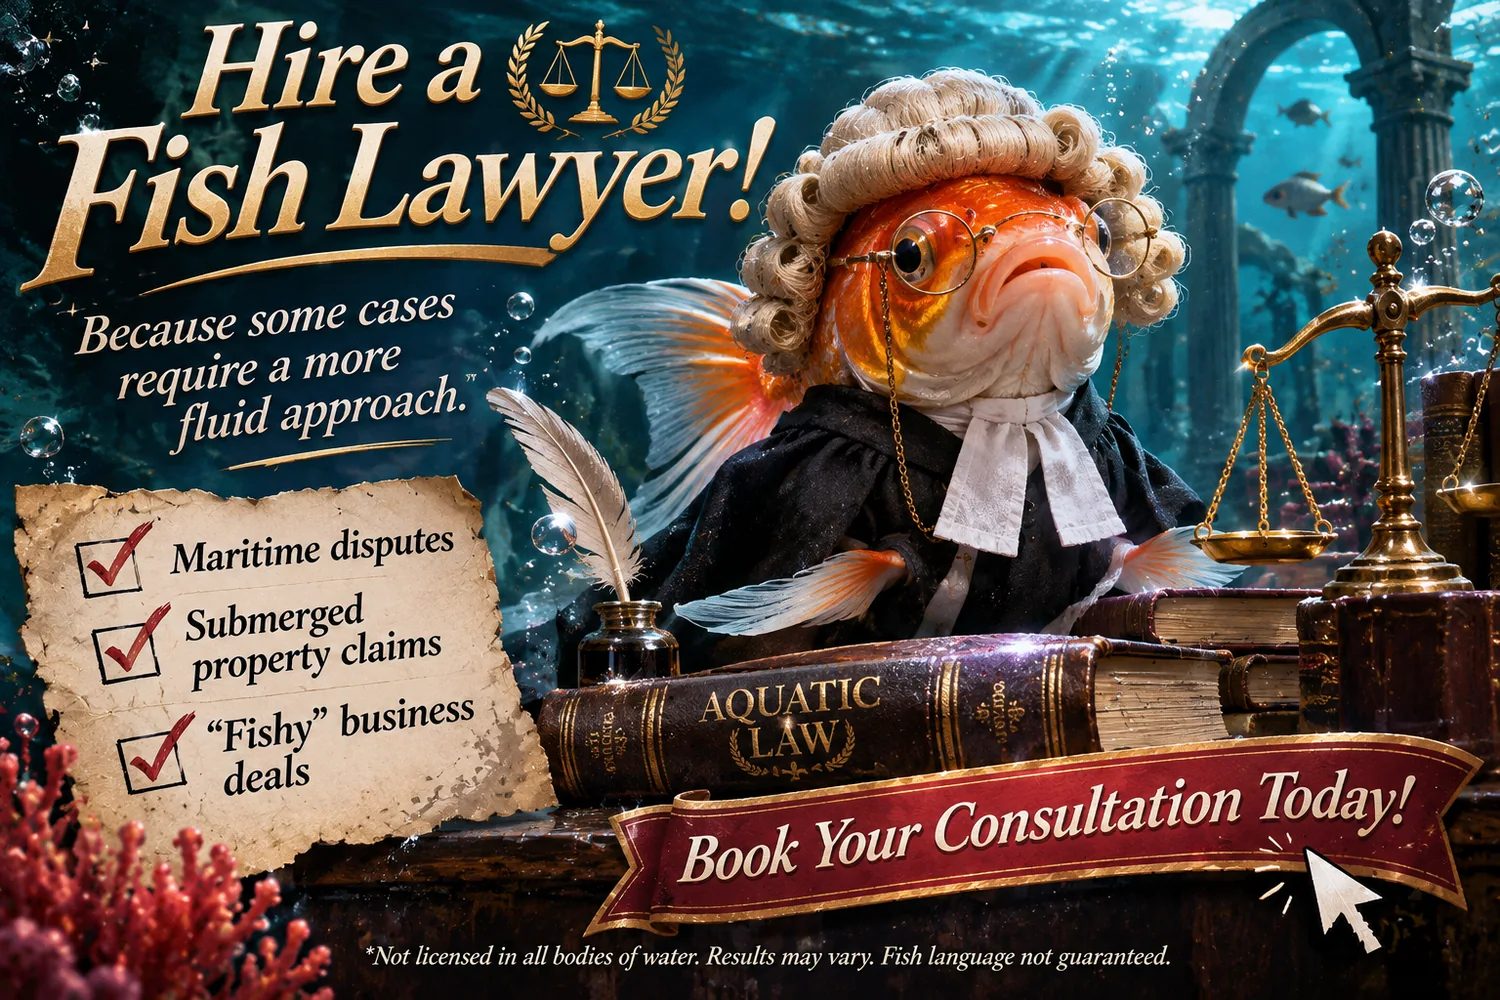 Hire a
Fish Lawyer!
Because some cases
require a more
fluid approach.”
Maritime disputes
Submerged
property claims
“Fishy” business
deals
AQUATIC
LAW
Book Your Consultation Today!
*Not licensed in all bodies of water. Results may vary. Fish language not guaranteed.